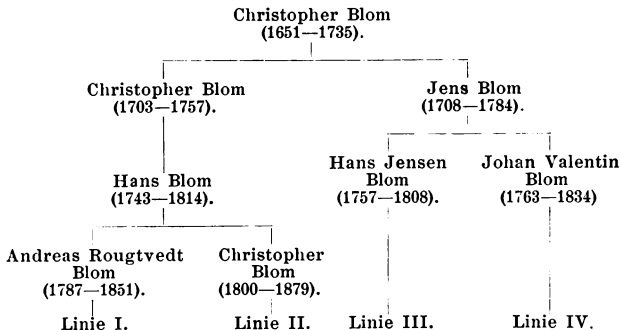 Christopher Blom
(1651—1735).
Christopher Blom
(1703—1757).
Jens Blom
(1708—1784).
Hans Blom
(1743—1814).
Hans Jensen
Blom
(1757—1808).
Johan Valentin
Blom
(1763—1834)
Andreas Rougtvedt
Blom
(1787—1851).
Christopher
Blom
(1800—1879).
Linie I.
Linie II.
Linie III.
Linie IV.